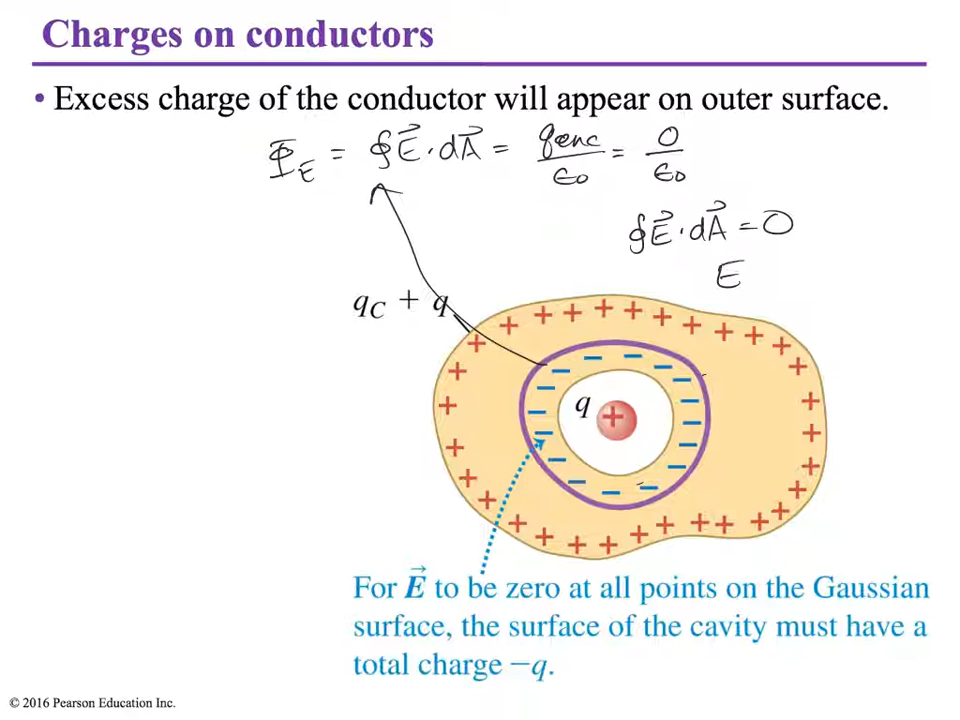 Charges on conductors
• Excess charge of the conductor will appear on outer surface.
Φ_E = ∮E⃗·dA⃗ = qenc/ε0 = 0/ε0
∮E⃗·dA⃗ = 0
E
qC + q
q
For E⃗ to be zero at all points on the Gaussian
surface, the surface of the cavity must have a
total charge −q.
© 2016 Pearson Education Inc.